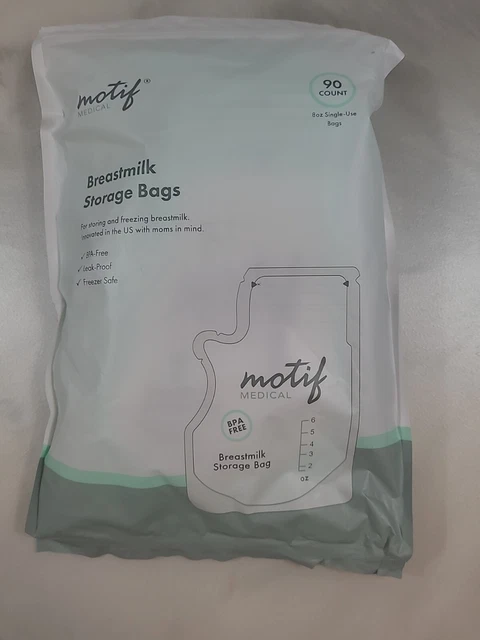 motif®
MEDICAL
90
COUNT
8oz Single-Use
Bags
Breastmilk
Storage Bags
For storing and freezing breastmilk.
in the US with moms in mind.
✓ BPA-Free
✓ Leak-Proof
✓ Freezer Safe
motif
MEDICAL
BPA
FREE
Breastmilk
Storage Bag
6
5
4
3
2
oz